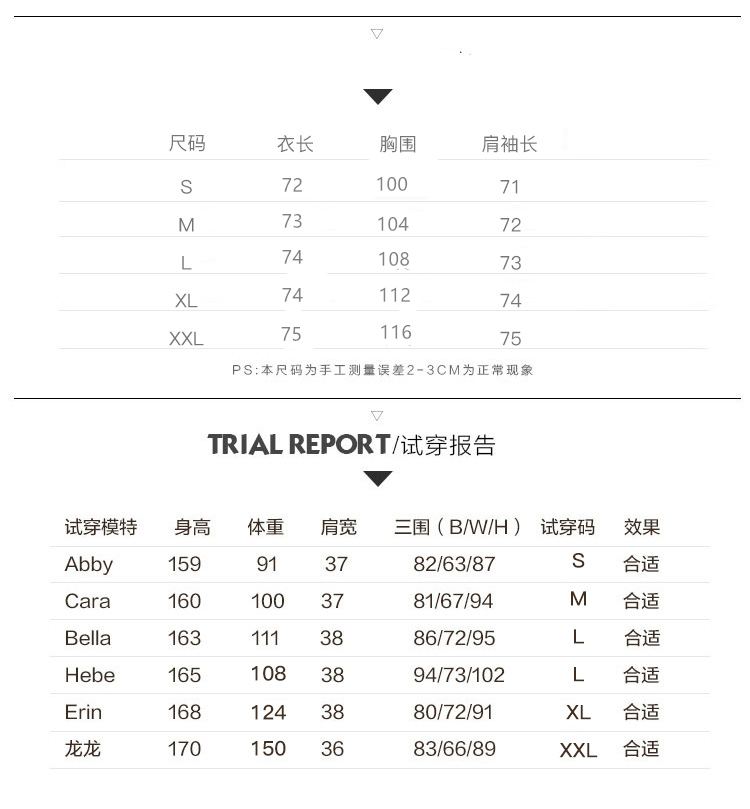 尺码 衣长 胸围 肩袖长
S 72 100 71
M 73 104 72
L 74 108 73
XL 74 112 74
XXL 75 116 75
PS:本尺码为手工测量误差2-3CM为正常现象
TRIAL REPORT/试穿报告
试穿模特 身高 体重 肩宽 三围(B/W/H) 试穿码 效果
Abby 159 91 37 82/63/87 S 合适
Cara 160 100 37 81/67/94 M 合适
Bella 163 111 38 86/72/95 L 合适
Hebe 165 108 38 94/73/102 L 合适
Erin 168 124 38 80/72/91 XL 合适
龙龙 170 150 36 83/66/89 XXL 合适